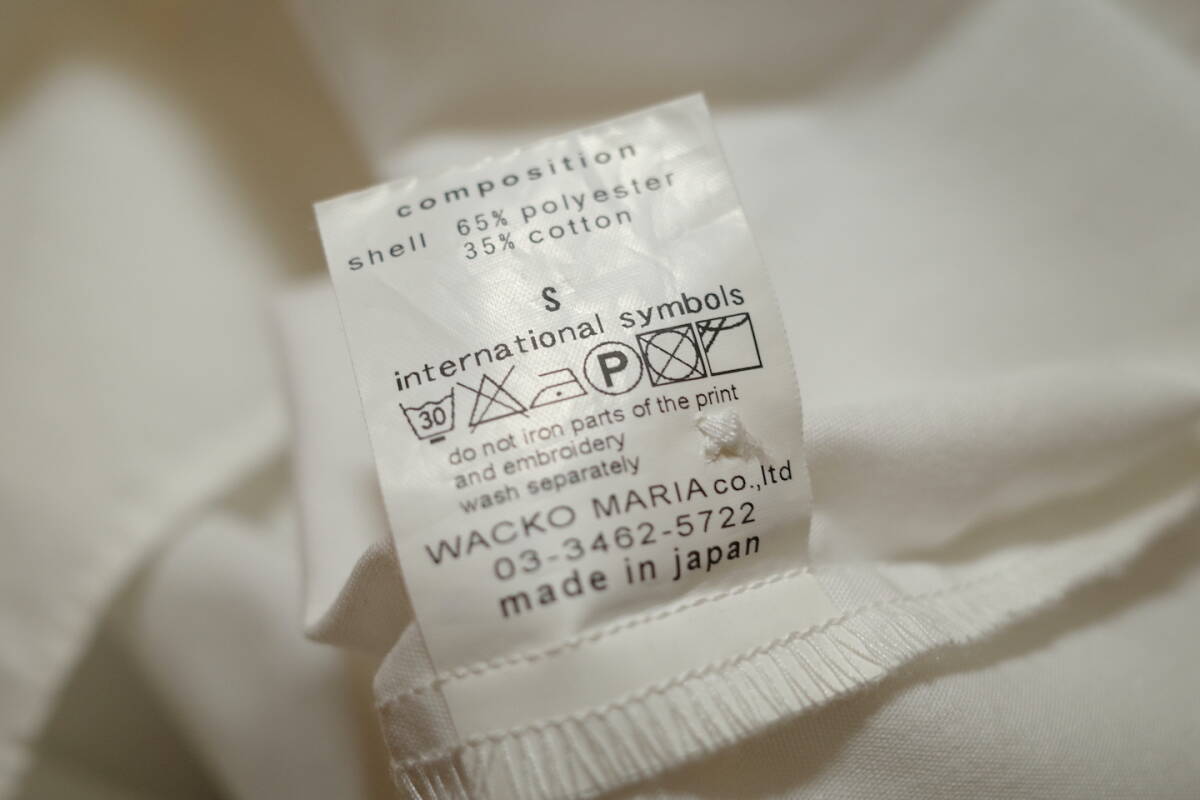 composition
shell 65% polyester
35% cotton
S
international symbols
30 P
do not iron parts of the print
and embroidery
wash separately
WACKO MARIA co.,ltd
03-3462-5722
made in japan